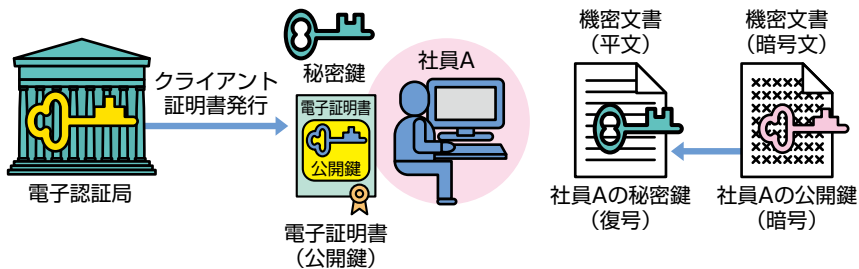 クライアント
証明書発行
電子認証局
秘密鍵
電子証明書
公開鍵
電子証明書
（公開鍵）
社員A
機密文書
（平文）
社員Aの秘密鍵
（復号）
機密文書
（暗号文）
××××××
社員Aの公開鍵
（暗号）